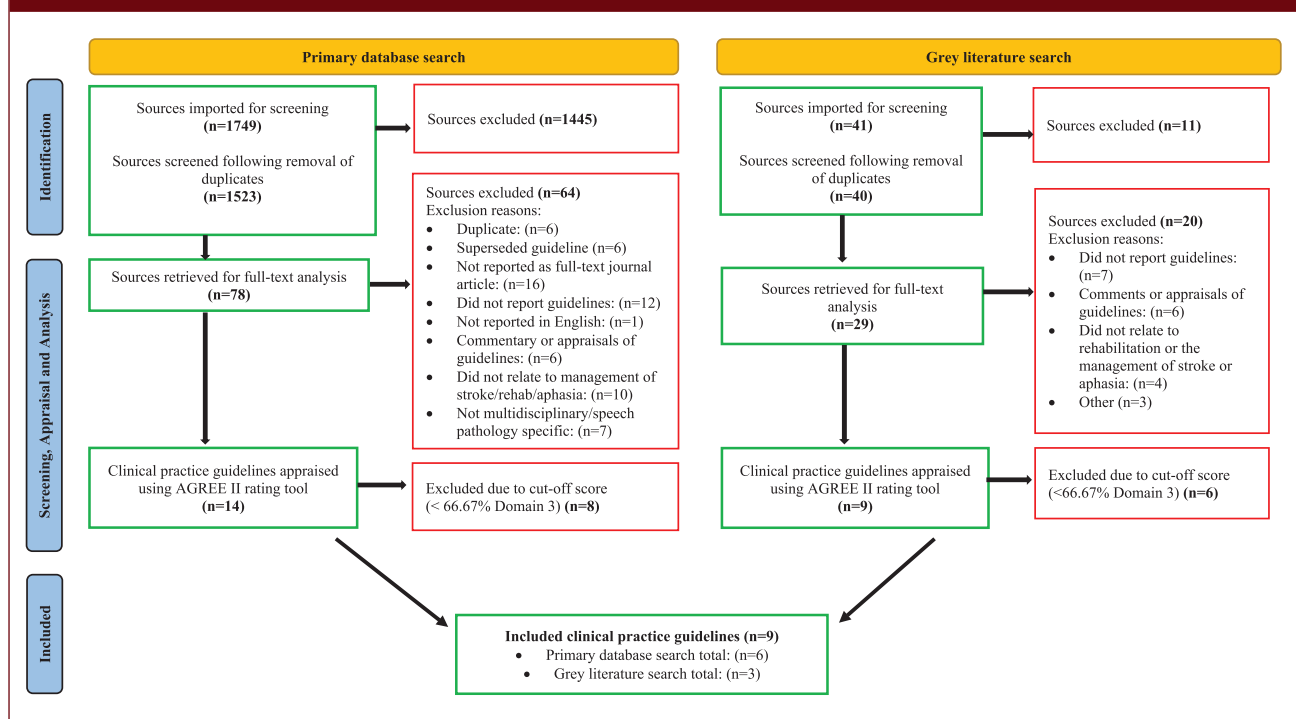 Primary database search
Grey literature search
Identification
Sources imported for screening
(n=1749)
Sources screened following removal of
duplicates
(n=1523)
Sources excluded (n=1445)
Sources imported for screening
(n=41)
Sources screened following removal
of duplicates
(n=40)
Sources excluded (n=11)
Screening, Appraisal and Analysis
Sources retrieved for full-text analysis
(n=78)
Sources excluded (n=64)
Exclusion reasons:
• Duplicate: (n=6)
• Superseded guideline (n=6)
• Not reported as full-text journal
article: (n=16)
• Did not report guidelines: (n=12)
• Not reported in English: (n=1)
• Commentary or appraisals of
guidelines: (n=6)
• Did not relate to management of
stroke/rehab/aphasia: (n=10)
• Not multidisciplinary/speech
pathology specific: (n=7)
Sources retrieved for full-text
analysis
(n=29)
Sources excluded (n=20)
Exclusion reasons:
• Did not report guidelines:
(n=7)
• Comments or appraisals of
guidelines: (n=6)
• Did not relate to
rehabilitation or the
management of stroke or
aphasia: (n=4)
• Other (n=3)
Clinical practice guidelines appraised
using AGREE II rating tool
(n=14)
Excluded due to cut-off score
(< 66.67% Domain 3) (n=8)
Clinical practice guidelines appraised
using AGREE II rating tool
(n=9)
Excluded due to cut-off score
(<66.67% Domain 3) (n=6)
Included
Included clinical practice guidelines (n=9)
• Primary database search total: (n=6)
• Grey literature search total: (n=3)